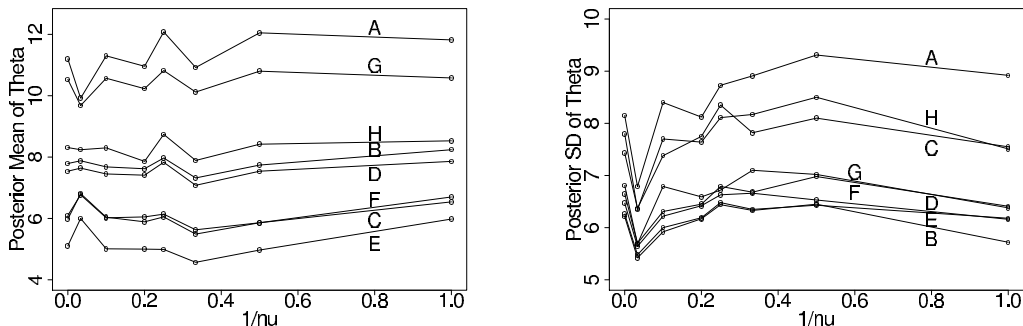 Posterior Mean of Theta
12
10
8
6
4
A
G
H
B
D
F
C
E
0.0 0.2 0.4 0.6 0.8 1.0
1/nu
Posterior SD of Theta
10
9
8
7
6
5
A
H
C
G
F
D
E
B
0.0 0.2 0.4 0.6 0.8 1.0
1/nu